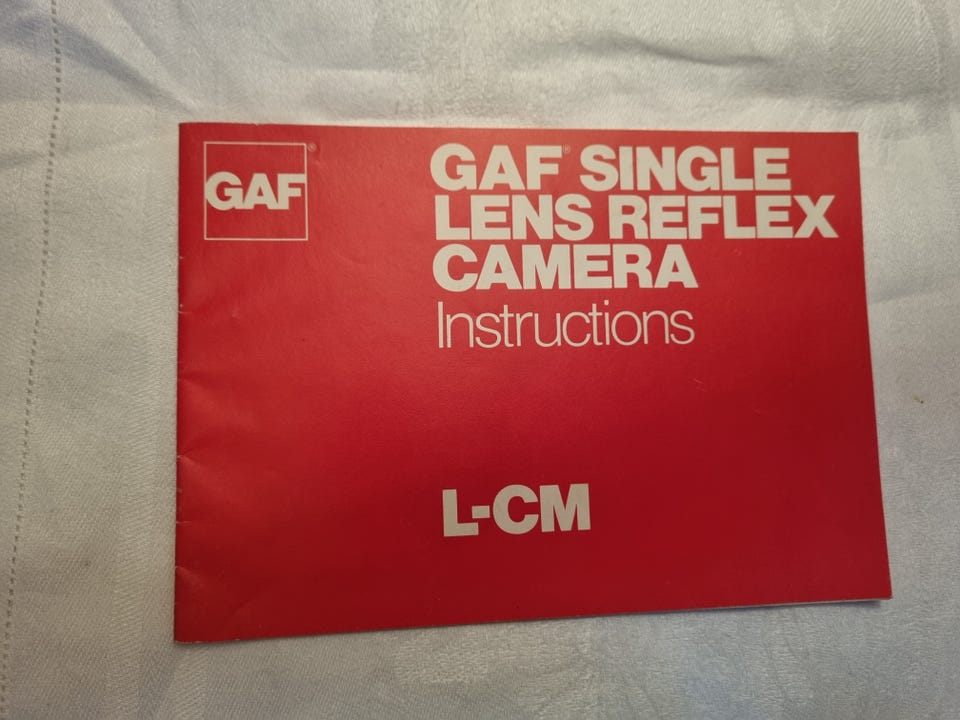 GAF®
GAF® SINGLE
LENS REFLEX
CAMERA
Instructions
L-CM